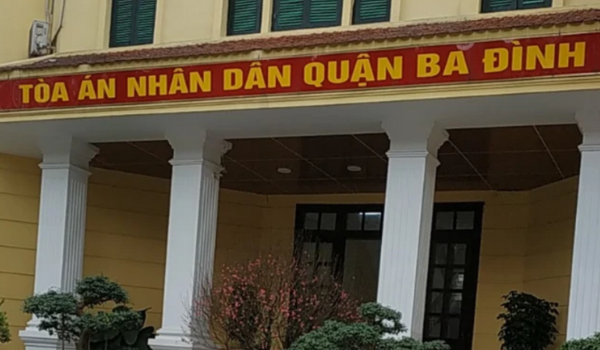 TÒA ÁN NHÂN DÂN QUẬN BA ĐÌNH